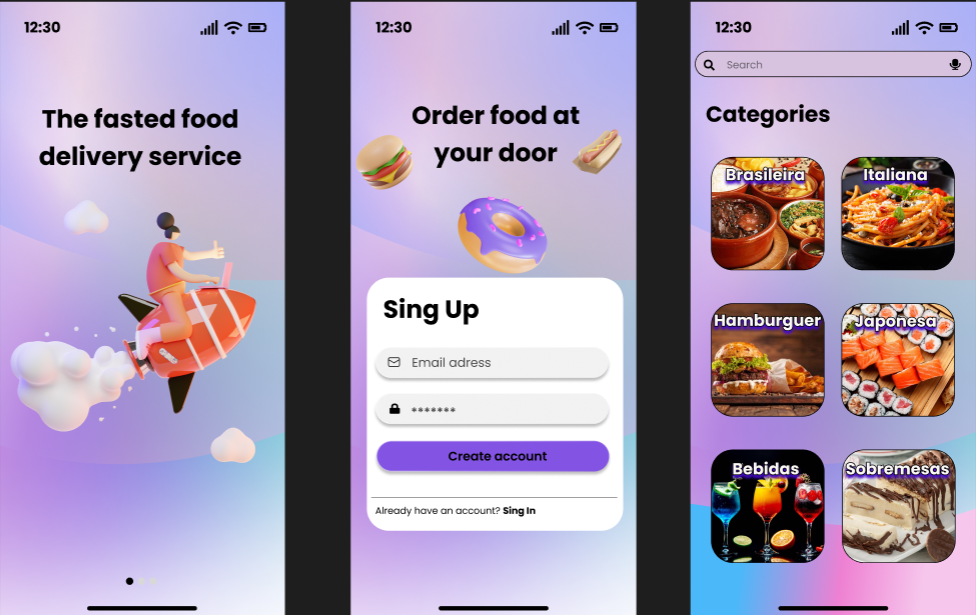 12:30
The fasted food
delivery service
12:30
Order food at
your door
Sing Up
Email adress
*******
Create account
Already have an account? Sing In
12:30
Search
Categories
Brasileira
Italiana
Hamburguer
Japonesa
Bebidas
Sobremesas